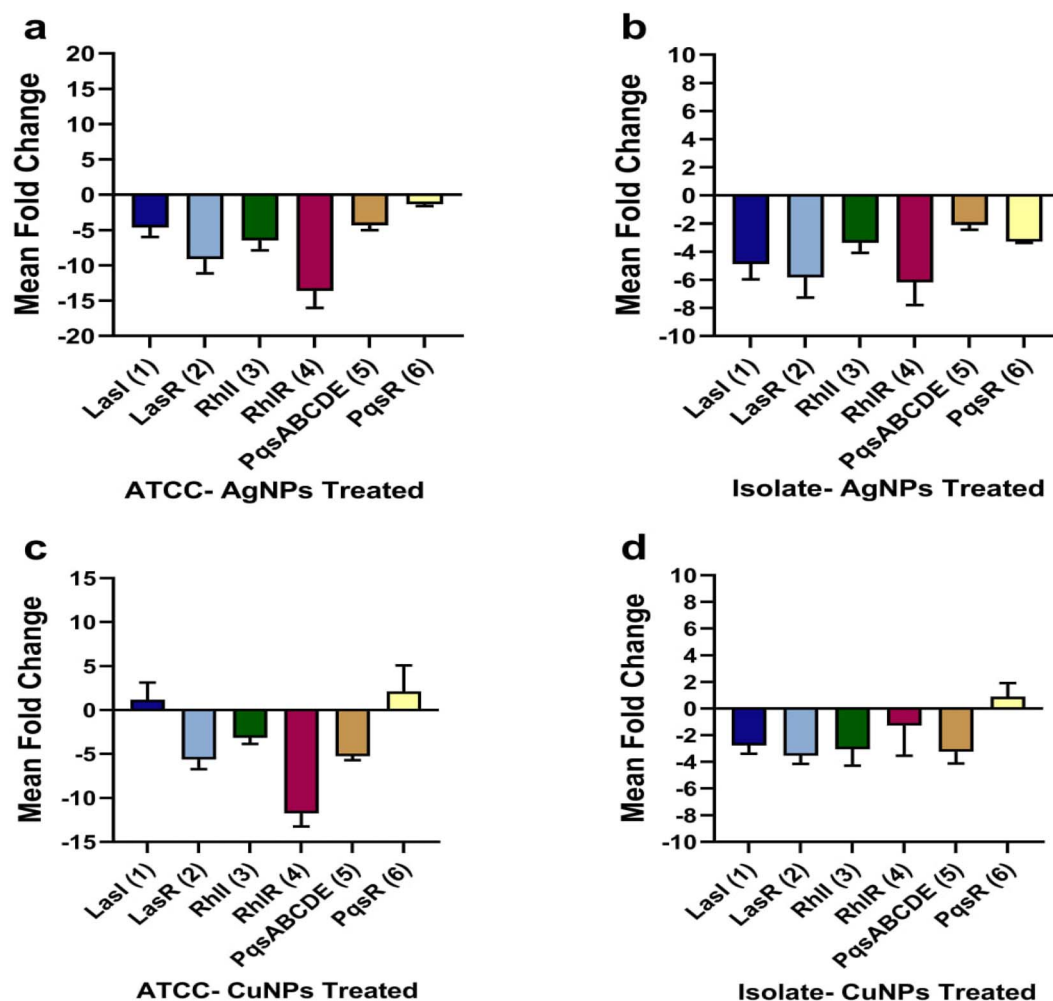 a
Mean Fold Change
20
15
10
5
0
-5
-10
-15
-20
LasI (1)
LasR (2)
RhlI (3)
RhlR (4)
PqsABCDE (5)
PqsR (6)
ATCC- AgNPs Treated
b
Mean Fold Change
10
8
6
4
2
0
-2
-4
-6
-8
-10
LasI (1)
LasR (2)
RhlI (3)
RhlR (4)
PqsABCDE (5)
PqsR (6)
Isolate- AgNPs Treated
c
Mean Fold Change
15
10
5
0
-5
-10
-15
LasI (1)
LasR (2)
RhlI (3)
RhlR (4)
PqsABCDE (5)
PqsR (6)
ATCC- CuNPs Treated
d
Mean Fold Change
10
8
6
4
2
0
-2
-4
-6
-8
-10
LasI (1)
LasR (2)
RhlI (3)
RhlR (4)
PqsABCDE (5)
PqsR (6)
Isolate- CuNPs Treated